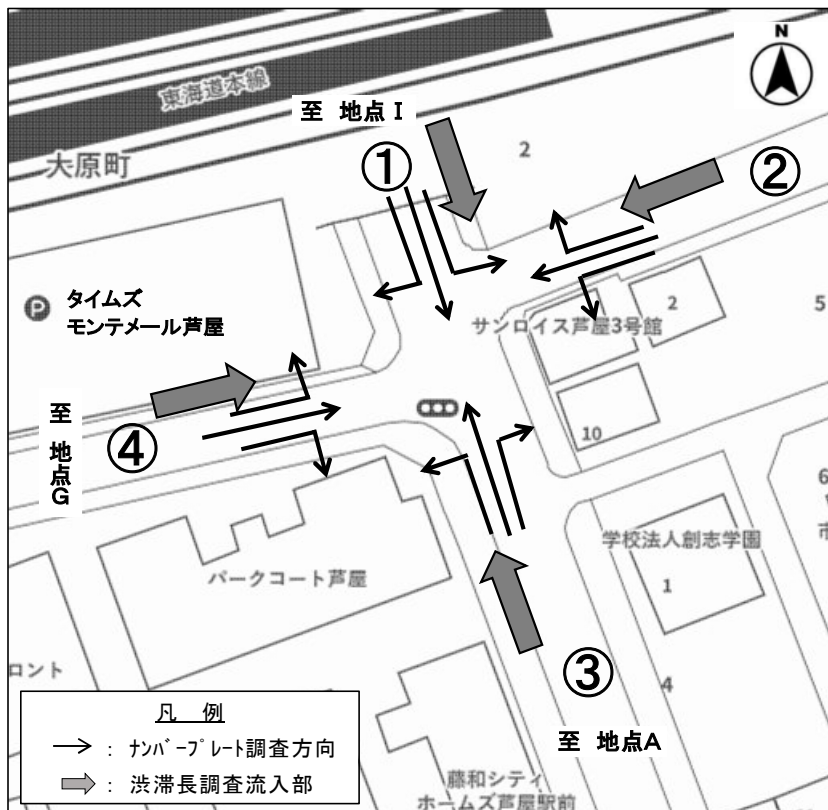 東海道本線
N
至 地点 I
大原町
①
2
②
P
タイムズ
モンテメール芦屋
サンロイス芦屋3号館
2
5
至 地点G
④
10
③
学校法人創志学園
1
6
市
パークコート芦屋
ロント
4
至 地点A
凡 例
→ : ナンバープレート調査方向
⇒ : 渋滞長調査流入部
藤和シティ
ホームズ芦屋駅前